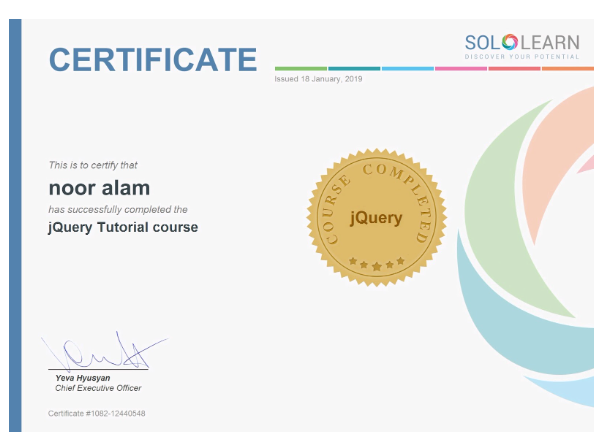 CERTIFICATE
SOLOLEARN
DISCOVER YOUR POTENTIAL
Issued 18 January, 2019
This is to certify that
noor alam
has successfully completed the
jQuery Tutorial course
COURSE COMPLETED
jQuery
Yeva Hyusyan
Chief Executive Officer
Certificate #1082-12440548